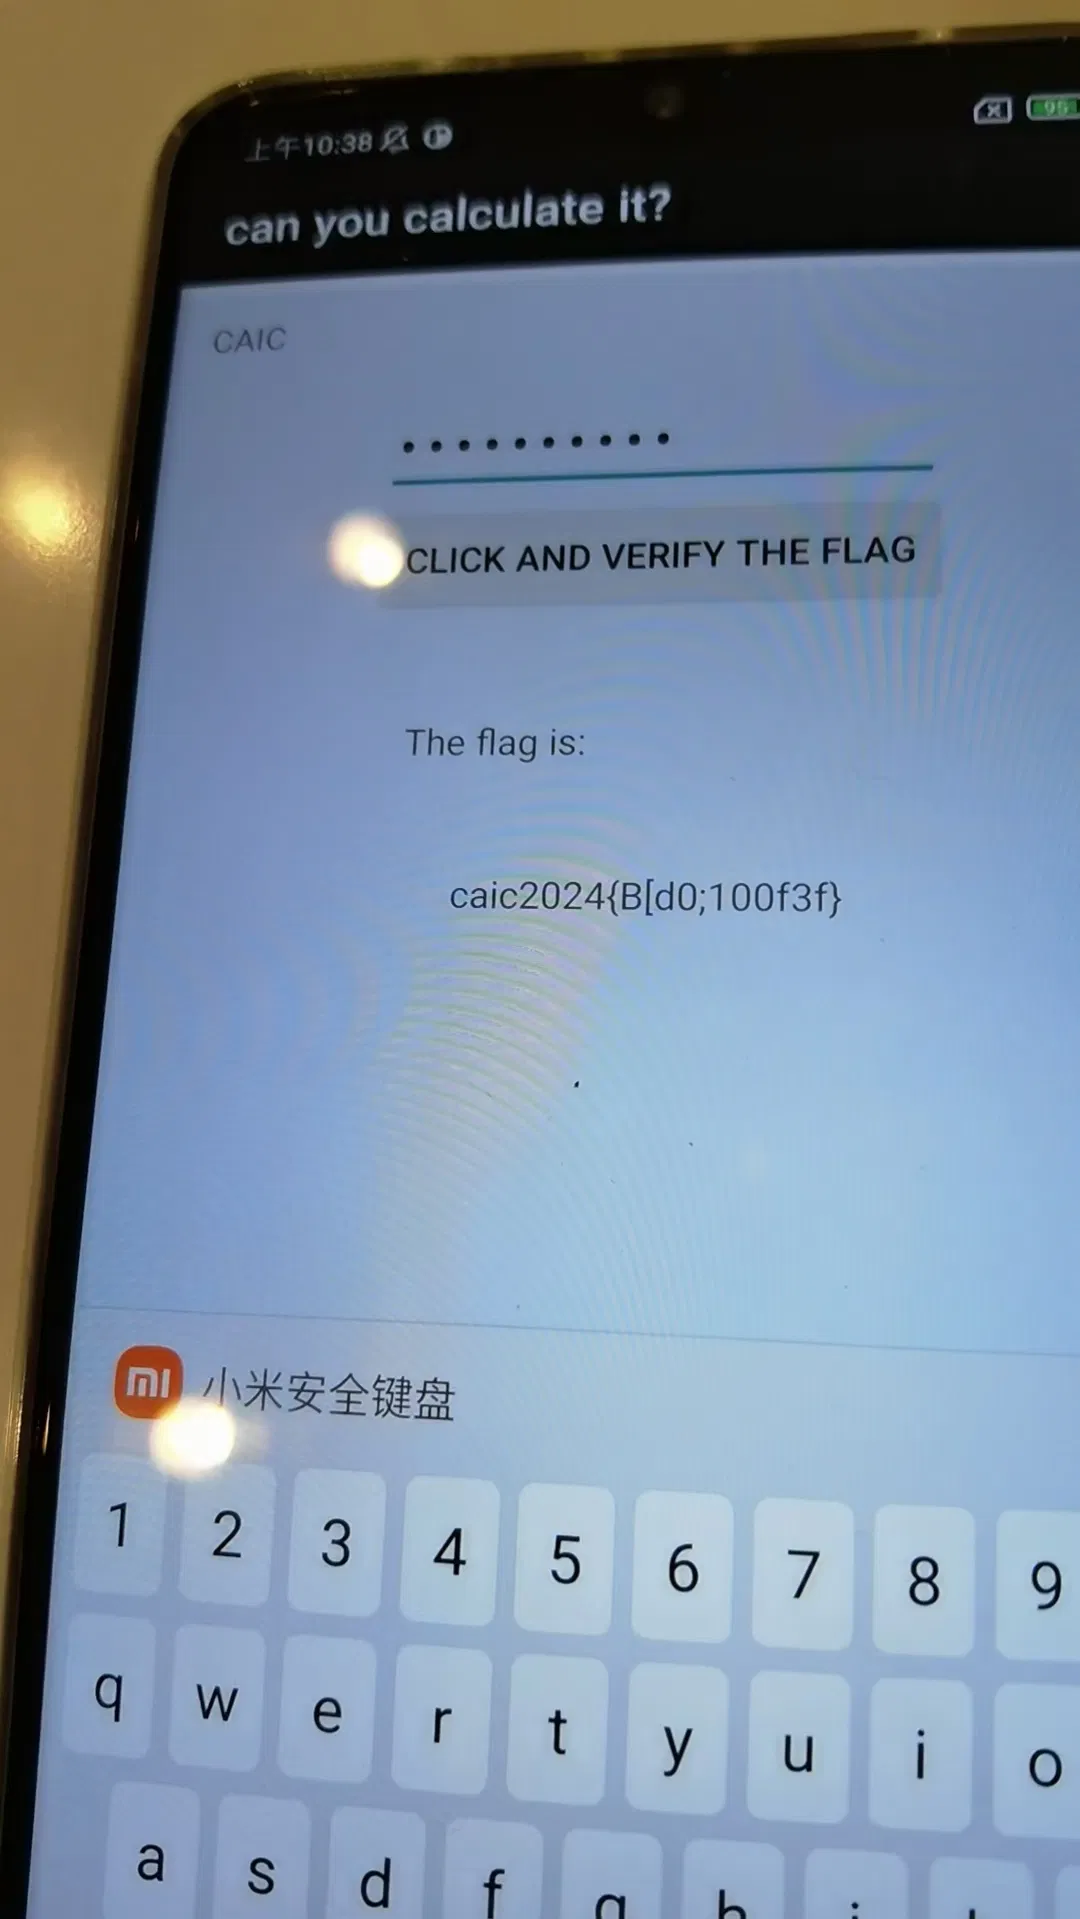 上午10:38
95
can you calculate it?
CAIC
••••••••••
CLICK AND VERIFY THE FLAG
The flag is:
caic2024{B[d0;100f3f}
小米安全键盘
1 2 3 4 5 6 7 8 9
q w e r t y u i o
a s d f g h